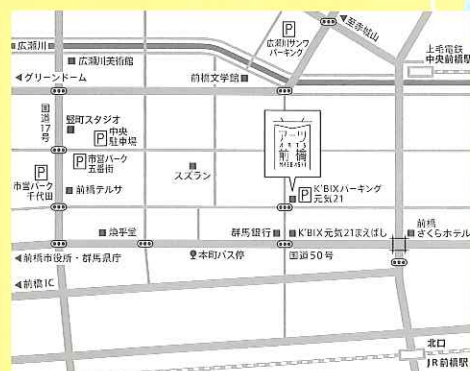 ◀至赤城山
P
広瀬川サンワ
パーキング
広瀬川
広瀬川美術館
上毛電鉄
中央前橋駅
◀グリーンドーム
前橋文学館
国道17号
竪町スタジオ
P 中央
駐車場
アーツ
ARTS
前橋
MAEBASHI
P 市営パーク
五番街
P
市営パーク
千代田
スズラン
前橋テルサ
P K'BIXパーキング
元気21
煥乎堂
群馬銀行
K'BIX元気21まえばし
前橋
さくらホテル
◀前橋市役所・群馬県庁
本町バス停
国道50号
◀前橋IC
北口
JR前橋駅